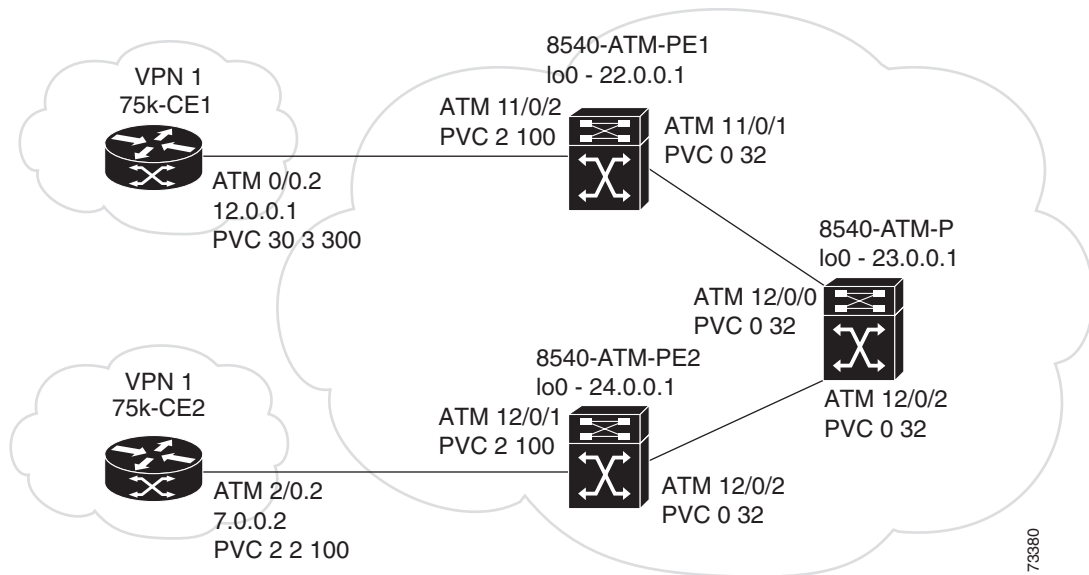 VPN 1
75k-CE1
ATM 0/0.2
12.0.0.1
PVC 30 3 300
8540-ATM-PE1
lo0 - 22.0.0.1
ATM 11/0/2
PVC 2 100
ATM 11/0/1
PVC 0 32
8540-ATM-P
lo0 - 23.0.0.1
ATM 12/0/0
PVC 0 32
ATM 12/0/2
PVC 0 32
8540-ATM-PE2
lo0 - 24.0.0.1
ATM 12/0/1
PVC 2 100
ATM 12/0/2
PVC 0 32
VPN 1
75k-CE2
ATM 2/0.2
7.0.0.2
PVC 2 2 100
73380